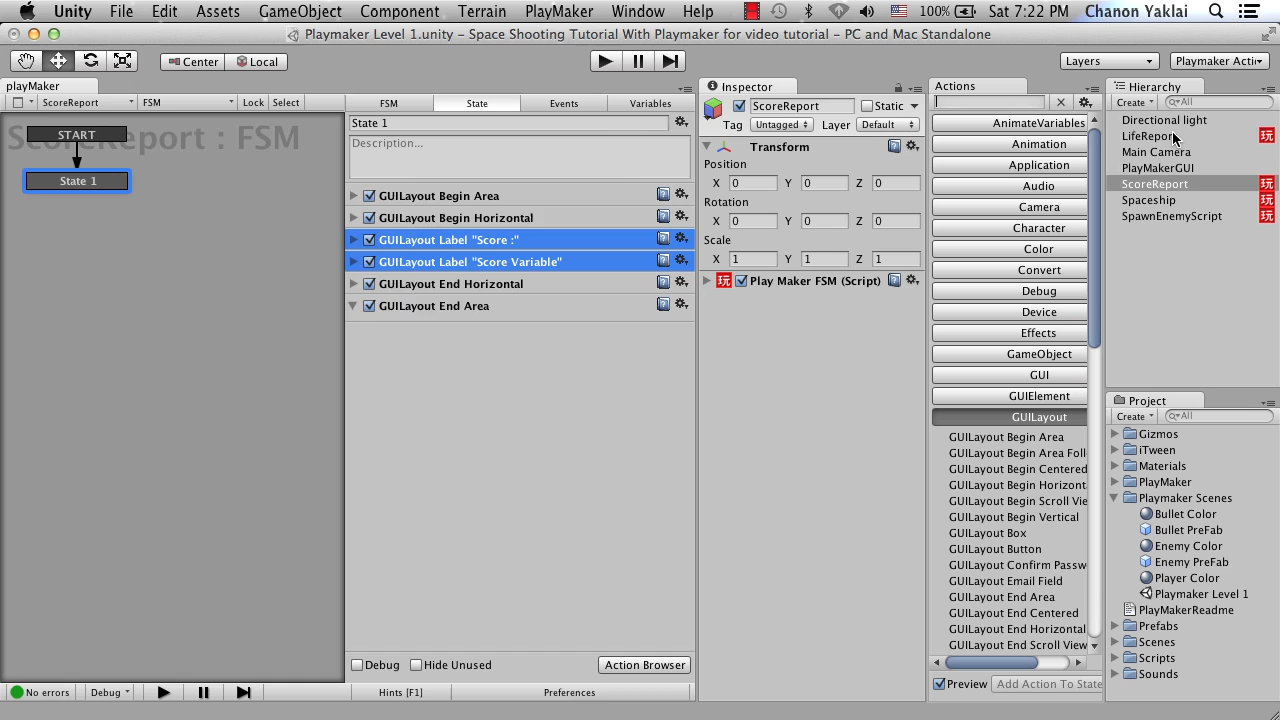 Unity File Edit Assets GameObject Component Terrain PlayMaker Window Help 100% Sat 7:22 PM Chanon Yaklai
Playmaker Level 1.unity – Space Shooting Tutorial With Playmaker for video tutorial – PC and Mac Standalone
Center Local Layers Playmaker Acti
playMaker
ScoreReport FSM Lock Select
ScoreReport : FSM
START
State 1
FSM State Events Variables
State 1
Description...
GUILayout Begin Area
GUILayout Begin Horizontal
GUILayout Label "Score :"
GUILayout Label "Score Variable"
GUILayout End Horizontal
GUILayout End Area
Debug Hide Unused Action Browser
No errors Debug Hints [F1] Preferences
Inspector
ScoreReport Static
Tag Untagged Layer Default
Transform
Position
X 0 Y 0 Z 0
Rotation
X 0 Y 0 Z 0
Scale
X 1 Y 1 Z 1
玩 Play Maker FSM (Script)
Actions
AnimateVariables
Animation
Application
Audio
Camera
Character
Color
Convert
Debug
Device
Effects
GameObject
GUI
GUIElement
GUILayout
GUILayout Begin Area
GUILayout Begin Area Foll
GUILayout Begin Centered
GUILayout Begin Horizont
GUILayout Begin Scroll Vie
GUILayout Begin Vertical
GUILayout Box
GUILayout Button
GUILayout Confirm Passw
GUILayout Email Field
GUILayout End Area
GUILayout End Centered
GUILayout End Horizontal
GUILayout End Scroll View
Preview Add Action To State
Hierarchy
Create All
Directional light
LifeReport 玩
Main Camera
PlayMakerGUI
ScoreReport 玩
Spaceship 玩
SpawnEnemyScript 玩
Project
Create All
Gizmos
iTween
Materials
PlayMaker
Playmaker Scenes
Bullet Color
Bullet PreFab
Enemy Color
Enemy PreFab
Player Color
Playmaker Level 1
PlayMakerReadme
Prefabs
Scenes
Scripts
Sounds